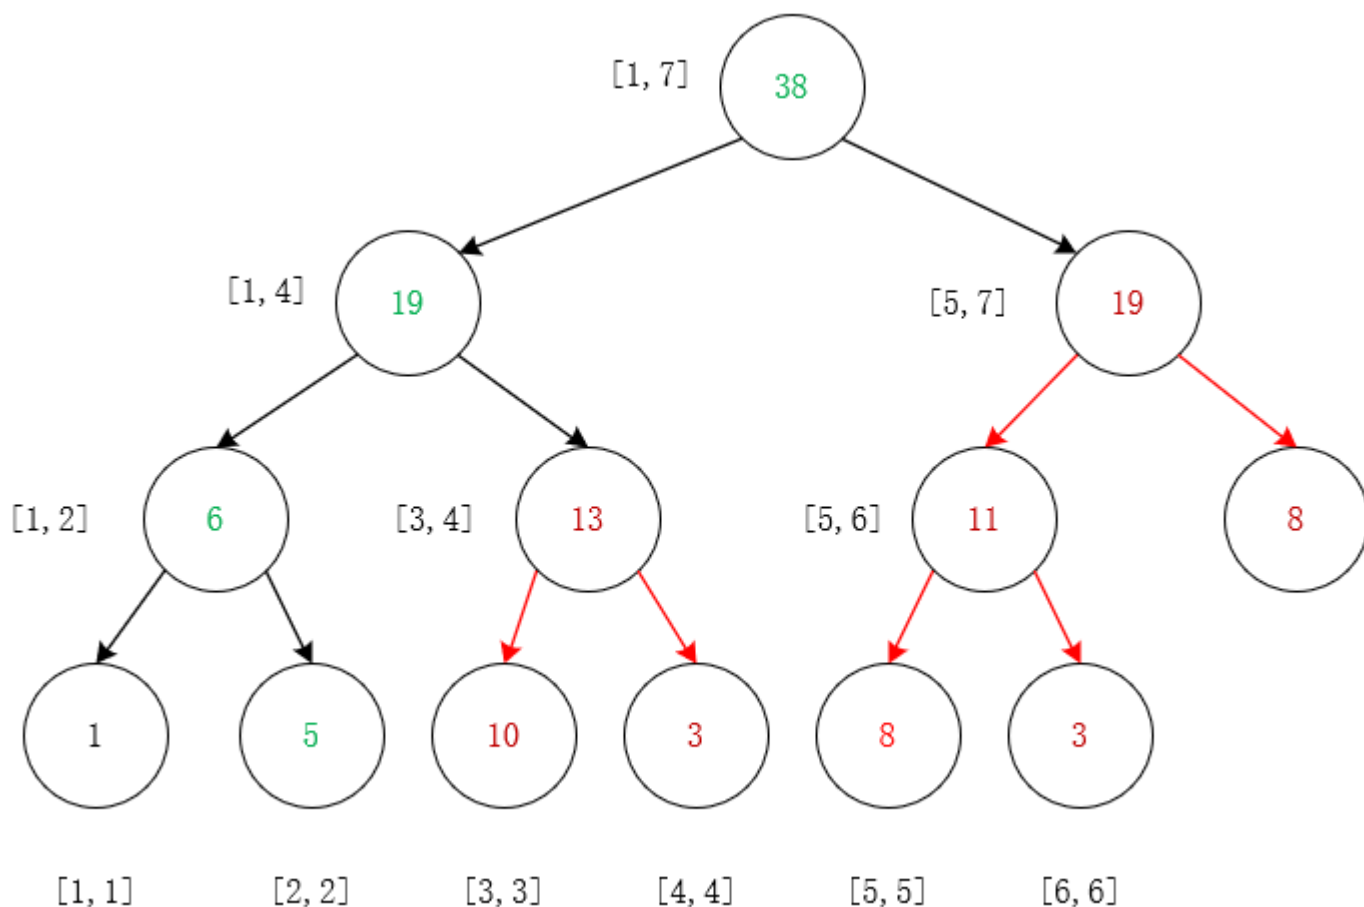 [1,7] 38
[1,4] 19 [5,7] 19
[1,2] 6 [3,4] 13 [5,6] 11 8
1 5 10 3 8 3
[1,1] [2,2] [3,3] [4,4] [5,5] [6,6]